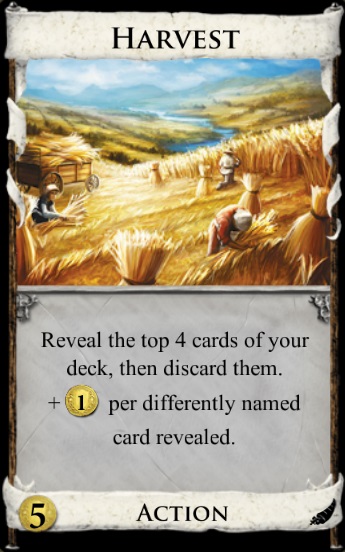 Harvest
Reveal the top 4 cards of your
deck, then discard them.
+ 1 per differently named
card revealed.
5 Action